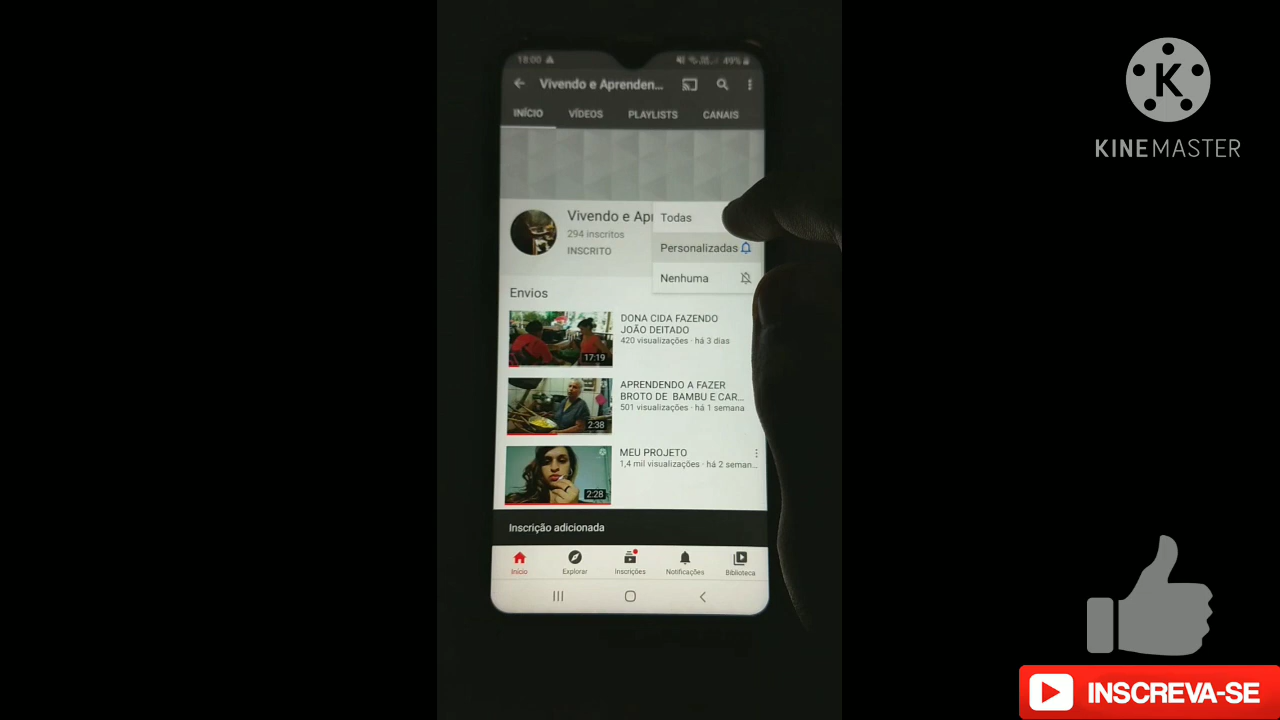 18:00
49%
Vivendo e Aprenden...
INÍCIO VÍDEOS PLAYLISTS CANAIS
Vivendo e Apr
294 inscritos
INSCRITO
Todas
Personalizadas
Nenhuma
Envios
DONA CIDA FAZENDO
JOÃO DEITADO
420 visualizações · há 3 dias
17:19
APRENDENDO A FAZER
BROTO DE BAMBU E CAR...
501 visualizações · há 1 semana
2:38
MEU PROJETO
1,4 mil visualizações · há 2 seman...
2:28
Inscrição adicionada
Início Explorar Inscrições Notificações Biblioteca
K
KINEMASTER
INSCREVA-SE